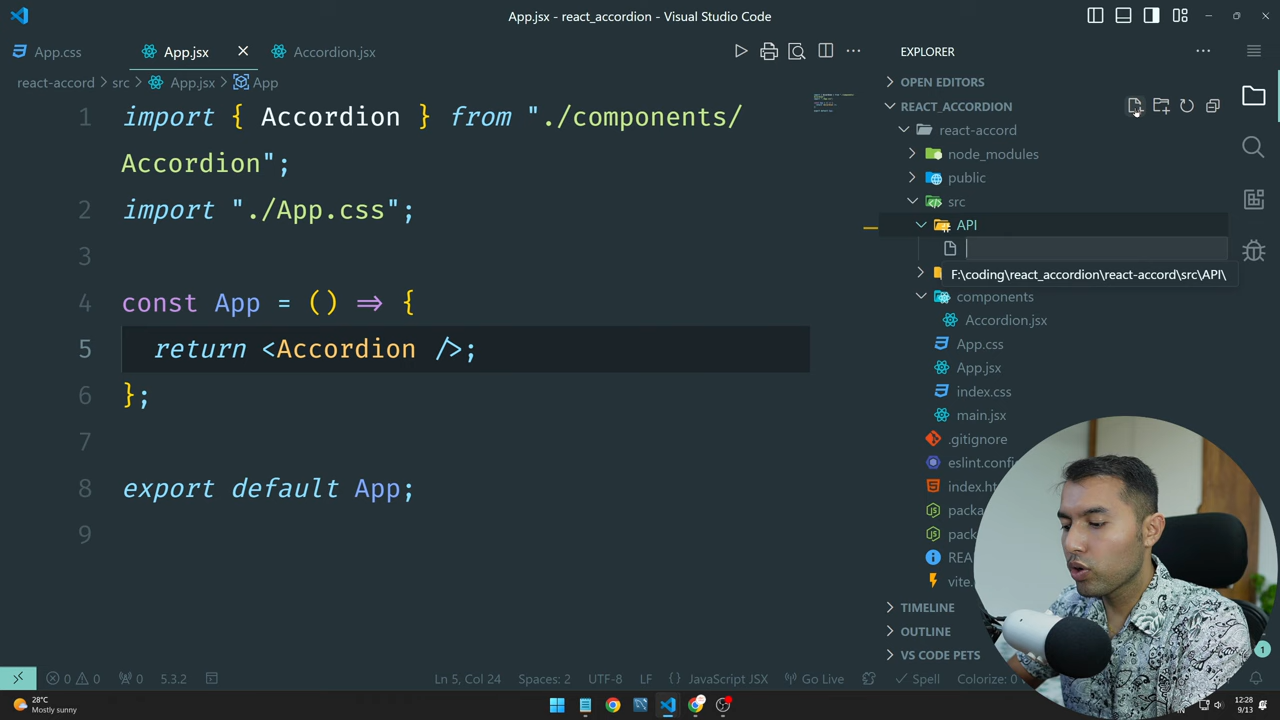 App.jsx - react_accordion - Visual Studio Code
App.css
App.jsx
Accordion.jsx
react-accord > src > App.jsx > App
1 import { Accordion } from "./components/
Accordion";
2 import "./App.css";
3
4 const App = () => {
5 return <Accordion />;
6 };
7
8 export default App;
9
EXPLORER
OPEN EDITORS
REACT_ACCORDION
react-accord
node_modules
public
src
API
F:\coding\react_accordion\react-accord\src\API\
components
Accordion.jsx
App.css
App.jsx
index.css
main.jsx
.gitignore
eslint.config
index.ht
packa
pack
REA
vite.
TIMELINE
OUTLINE
VS CODE PETS
0 0 0 5.3.2 Ln 5, Col 24 Spaces: 2 UTF-8 LF {} JavaScript JSX Go Live Spell Colorize: 0
1
28°C
Mostly sunny
12:28
9/13